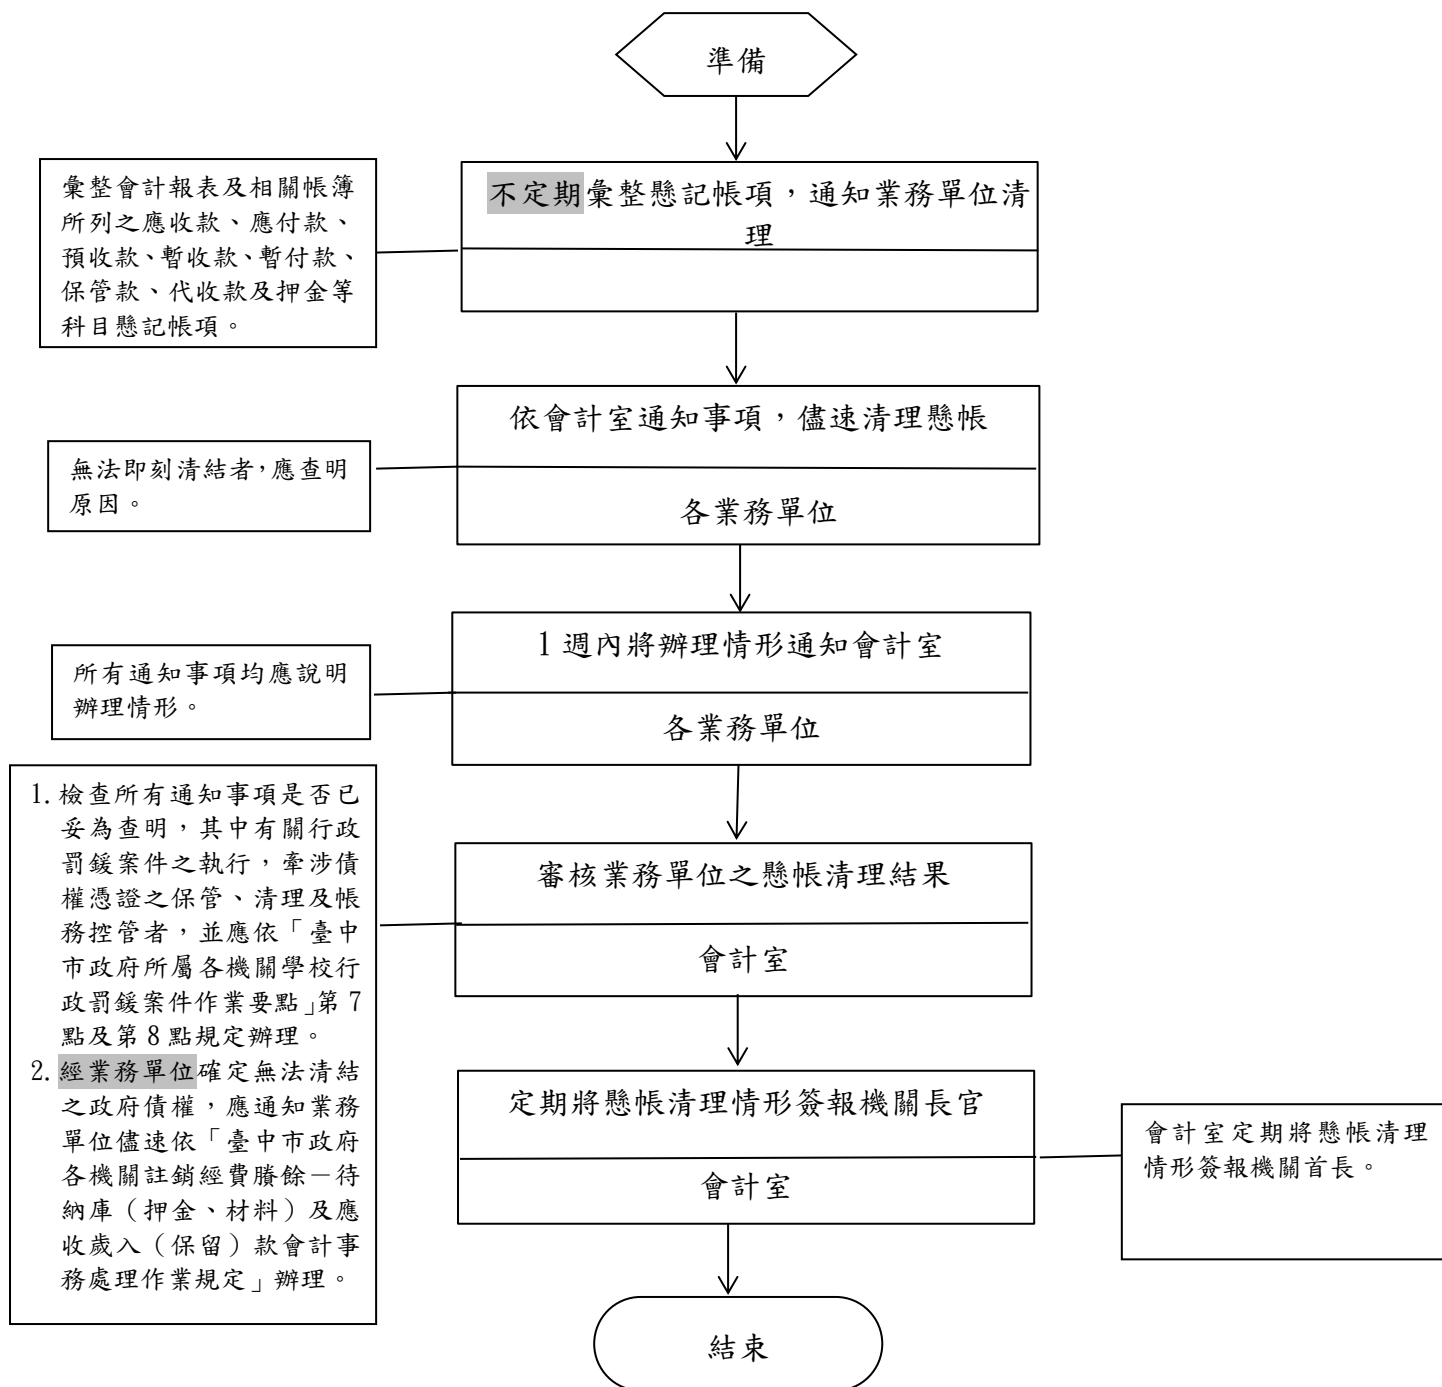 準備
不定期彙整懸記帳項，通知業務單位清
理
彙整會計報表及相關帳簿
所列之應收款、應付款、
預收款、暫收款、暫付款、
保管款、代收款及押金等
科目懸記帳項。
依會計室通知事項，儘速清理懸帳
各業務單位
無法即刻清結者，應查明
原因。
1 週內將辦理情形通知會計室
各業務單位
所有通知事項均應說明
辦理情形。
審核業務單位之懸帳清理結果
會計室
1. 檢查所有通知事項是否已
妥為查明，其中有關行政
罰鍰案件之執行，牽涉債
權憑證之保管、清理及帳
務控管者，並應依「臺中
市政府所屬各機關學校行
政罰鍰案件作業要點」第 7
點及第 8 點規定辦理。
2. 經業務單位確定無法清結
之政府債權，應通知業務
單位儘速依「臺中市政府
各機關註銷經費賸餘－待
納庫（押金、材料）及應
收歲入（保留）款會計事
務處理作業規定」辦理。
定期將懸帳清理情形簽報機關長官
會計室
會計室定期將懸帳清理
情形簽報機關首長。
結束